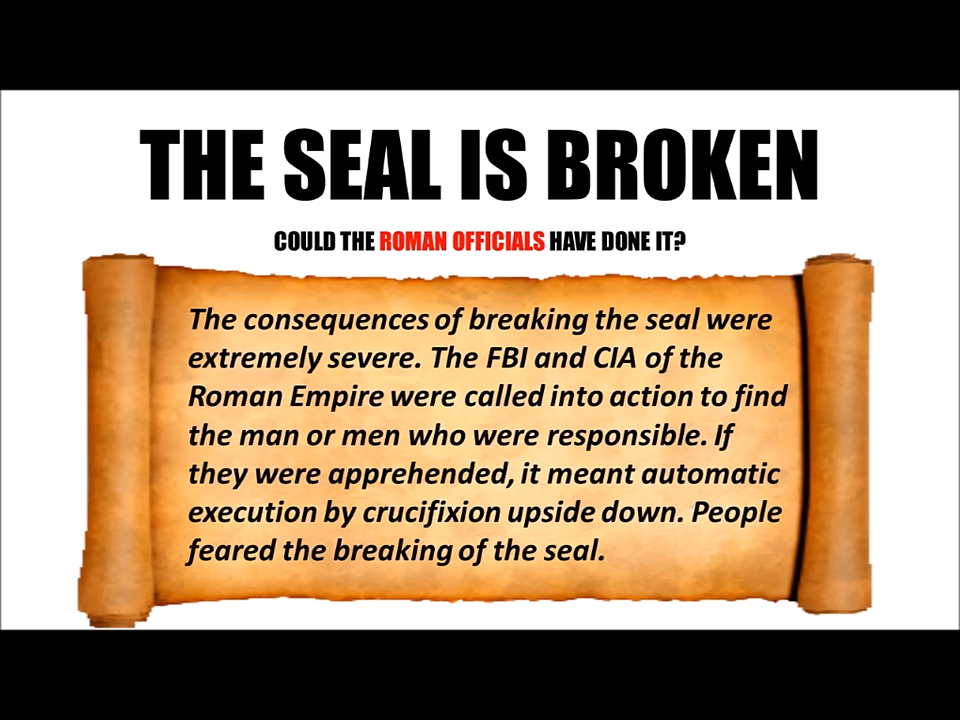 THE SEAL IS BROKEN
COULD THE ROMAN OFFICIALS HAVE DONE IT?
The consequences of breaking the seal were
extremely severe. The FBI and CIA of the
Roman Empire were called into action to find
the man or men who were responsible. If
they were apprehended, it meant automatic
execution by crucifixion upside down. People
feared the breaking of the seal.